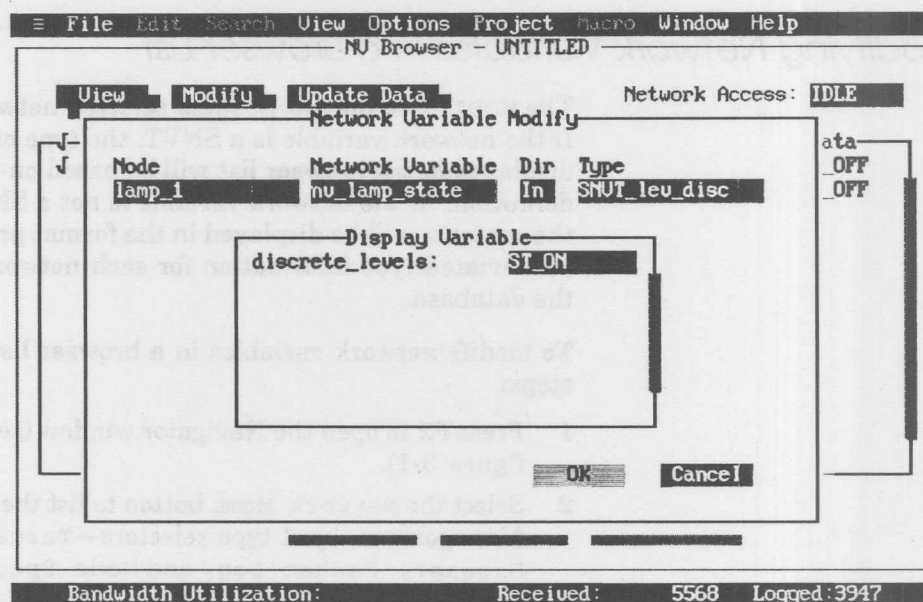 ≡ File Edit Search View Options Project Macro Window Help
NV Browser UNTITLED
View Modify Update Data Network Access: IDLE
Network Variable Modify
ata
Node Network Variable Dir Type
_OFF
lamp_1 nv_lamp_state In SNVT_lev_disc
_OFF
Display Variable
discrete_levels: ST_ON
OK Cancel
Bandwidth Utilization: Received: 5568 Logged:3947